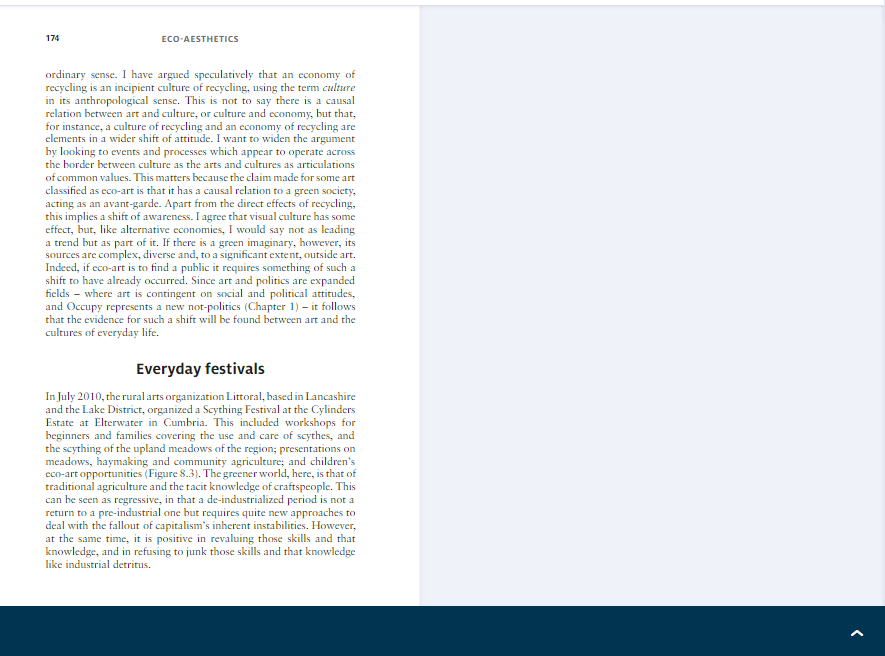 174
ECO-AESTHETICS
ordinary sense. I have argued speculatively that an economy of
recycling is an incipient culture of recycling, using the term culture
in its anthropological sense. This is not to say there is a causal
relation between art and culture, or culture and economy, but that,
for instance, a culture of recycling and an economy of recycling are
elements in a wider shift of attitude. I want to widen the argument
by looking to events and processes which appear to operate across
the border between culture as the arts and cultures as articulations
of common values. This matters because the claim made for some art
classified as eco-art is that it has a causal relation to a green society,
acting as an avant-garde. Apart from the direct effects of recycling,
this implies a shift of awareness. I agree that visual culture has some
effect, but, like alternative economies, I would say not as leading
a trend but as part of it. If there is a green imaginary, however, its
sources are complex, diverse and, to a significant extent, outside art.
Indeed, if eco-art is to find a public it requires something of such a
shift to have already occurred. Since art and politics are expanded
fields – where art is contingent on social and political attitudes,
and Occupy represents a new not-politics (Chapter 1) – it follows
that the evidence for such a shift will be found between art and the
cultures of everyday life.
Everyday festivals
In July 2010, the rural arts organization Littoral, based in Lancashire
and the Lake District, organized a Scything Festival at the Cylinders
Estate at Elterwater in Cumbria. This included workshops for
beginners and families covering the use and care of scythes, and
the scything of the upland meadows of the region; presentations on
meadows, haymaking and community agriculture; and children's
eco-art opportunities (Figure 8.3). The greener world, here, is that of
traditional agriculture and the tacit knowledge of craftspeople. This
can be seen as regressive, in that a de-industrialized period is not a
return to a pre-industrial one but requires quite new approaches to
deal with the fallout of capitalism's inherent instabilities. However,
at the same time, it is positive in revaluing those skills and that
knowledge, and in refusing to junk those skills and that knowledge
like industrial detritus.